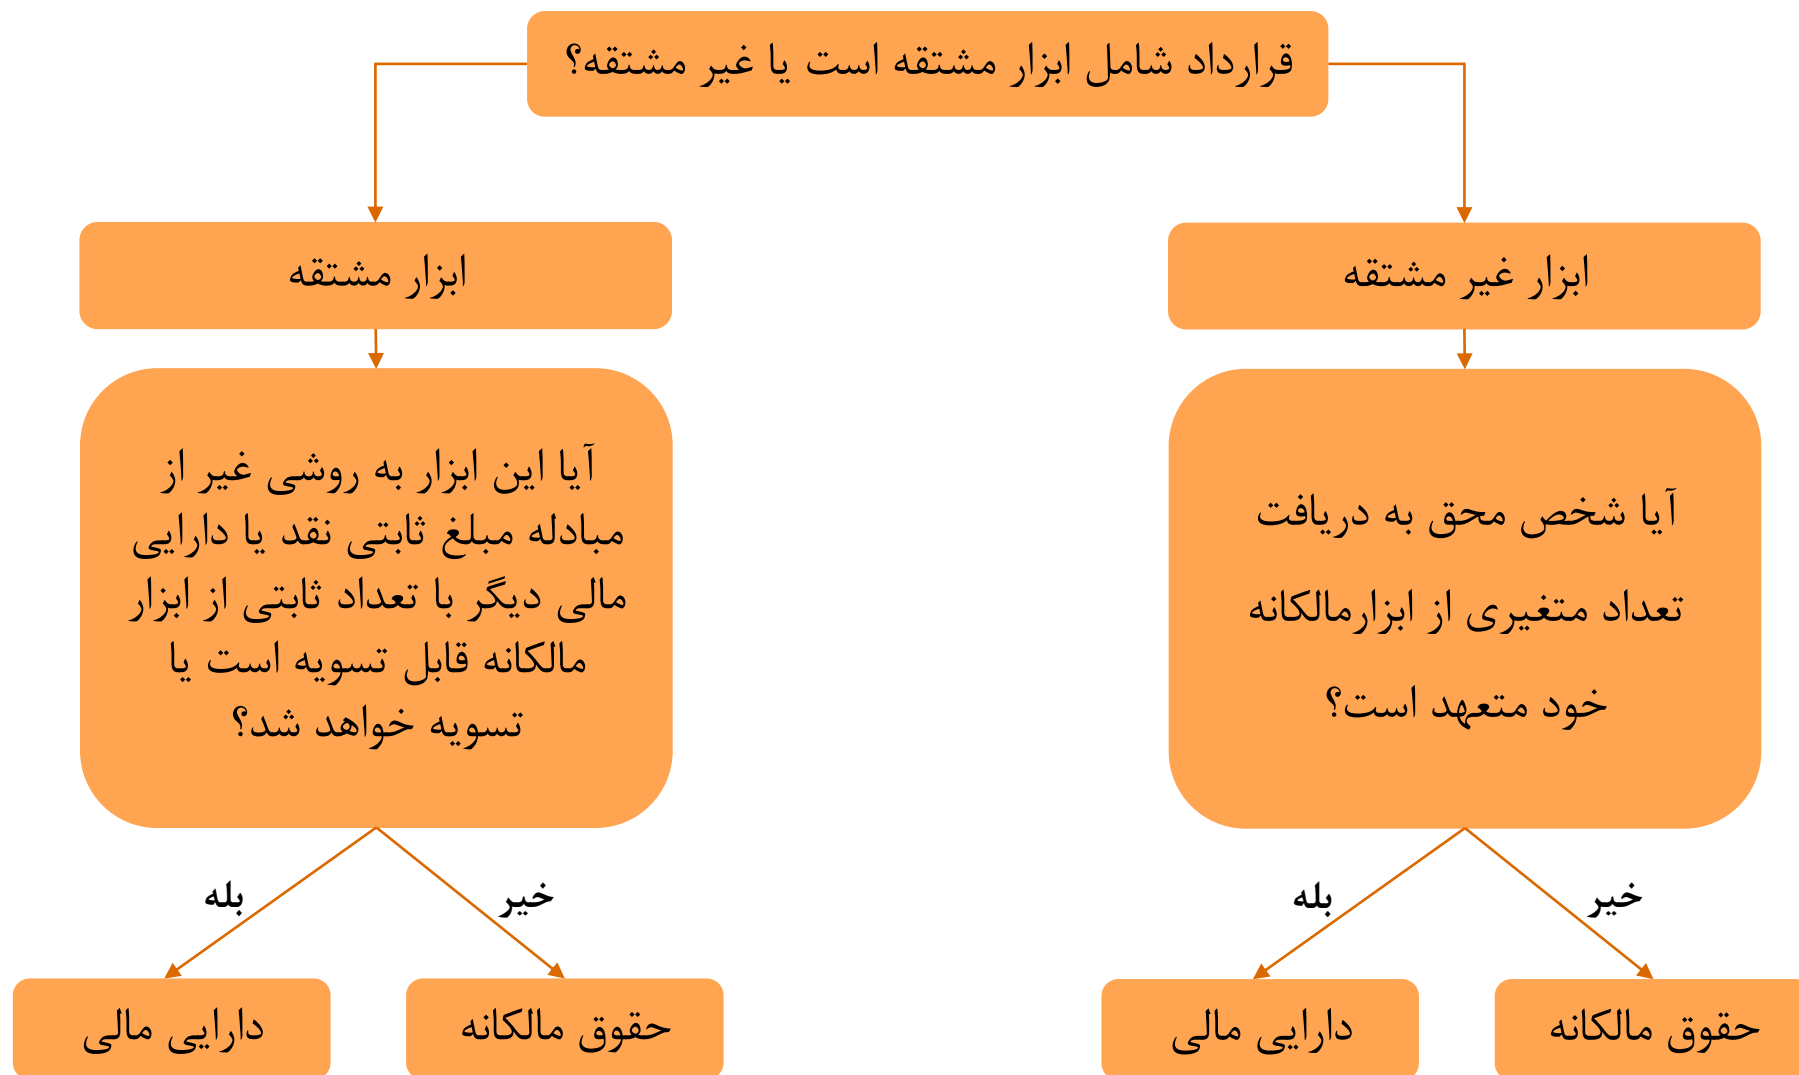 قرارداد شامل ابزار مشتقه است یا غیر مشتقه؟
ابزار غیر مشتقه
ابزار مشتقه
آیا شخص محق به دریافت
تعداد متغیری از ابزارمالکانه
خود متعهد است؟
آیا این ابزار به روشی غیر از
مبادله مبلغ ثابتی نقد یا دارایی
مالی دیگر با تعداد ثابتی از ابزار
مالکانه قابل تسویه است یا
تسویه خواهد شد؟
خیر
بله
خیر
بله
حقوق مالکانه
دارایی مالی
حقوق مالکانه
دارایی مالی